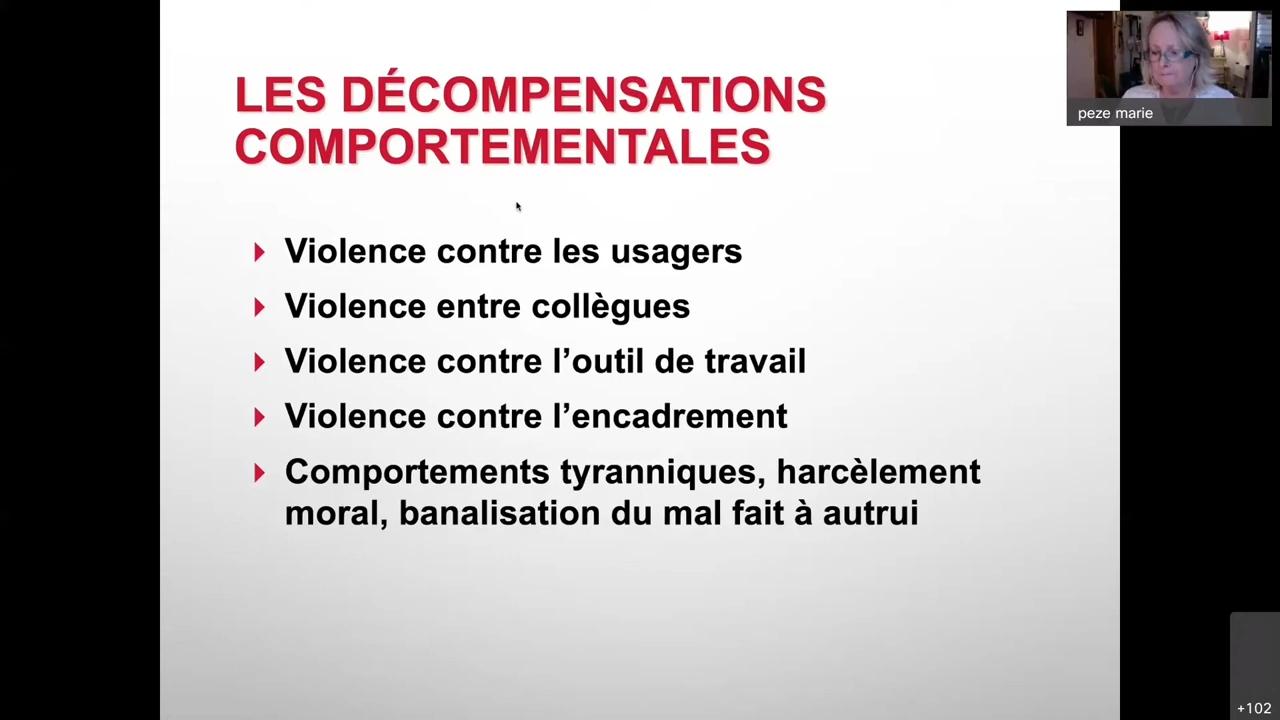 LES DÉCOMPENSATIONS
COMPORTEMENTALES
Violence contre les usagers
Violence entre collègues
Violence contre l’outil de travail
Violence contre l’encadrement
Comportements tyranniques, harcèlement
moral, banalisation du mal fait à autrui
peze marie
+102